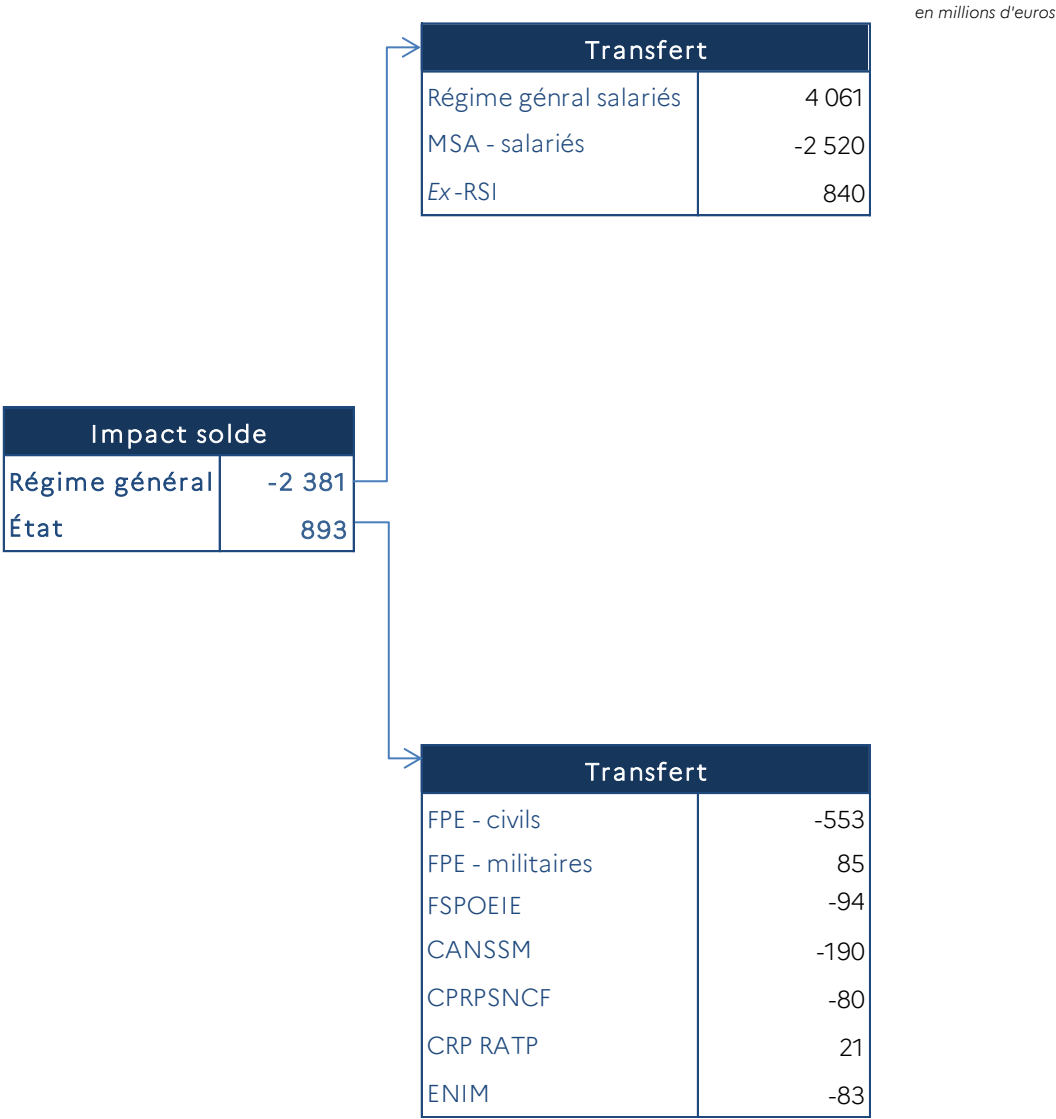 en millions d'euros
Transfert
Régime génral salariés 4 061
MSA - salariés -2 520
Ex-RSI 840
Impact solde
Régime général -2 381
État 893
Transfert
FPE - civils -553
FPE - militaires 85
FSPOEIE -94
CANSSM -190
CPRPSNCF -80
CRP RATP 21
ENIM -83